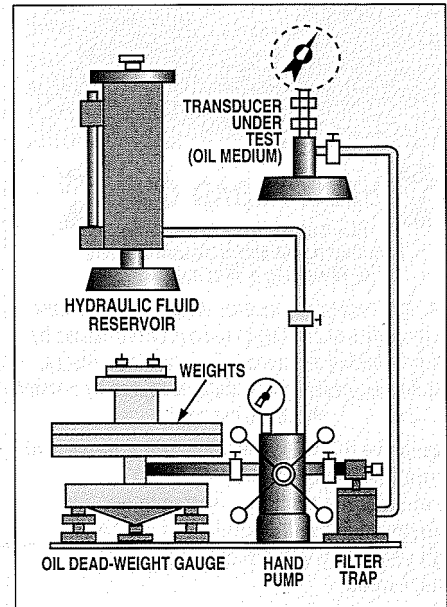 TRANSDUCER
UNDER
TEST
(OIL MEDIUM)
HYDRAULIC FLUID
RESERVOIR
WEIGHTS
OIL DEAD-WEIGHT GAUGE
HAND
PUMP
FILTER
TRAP